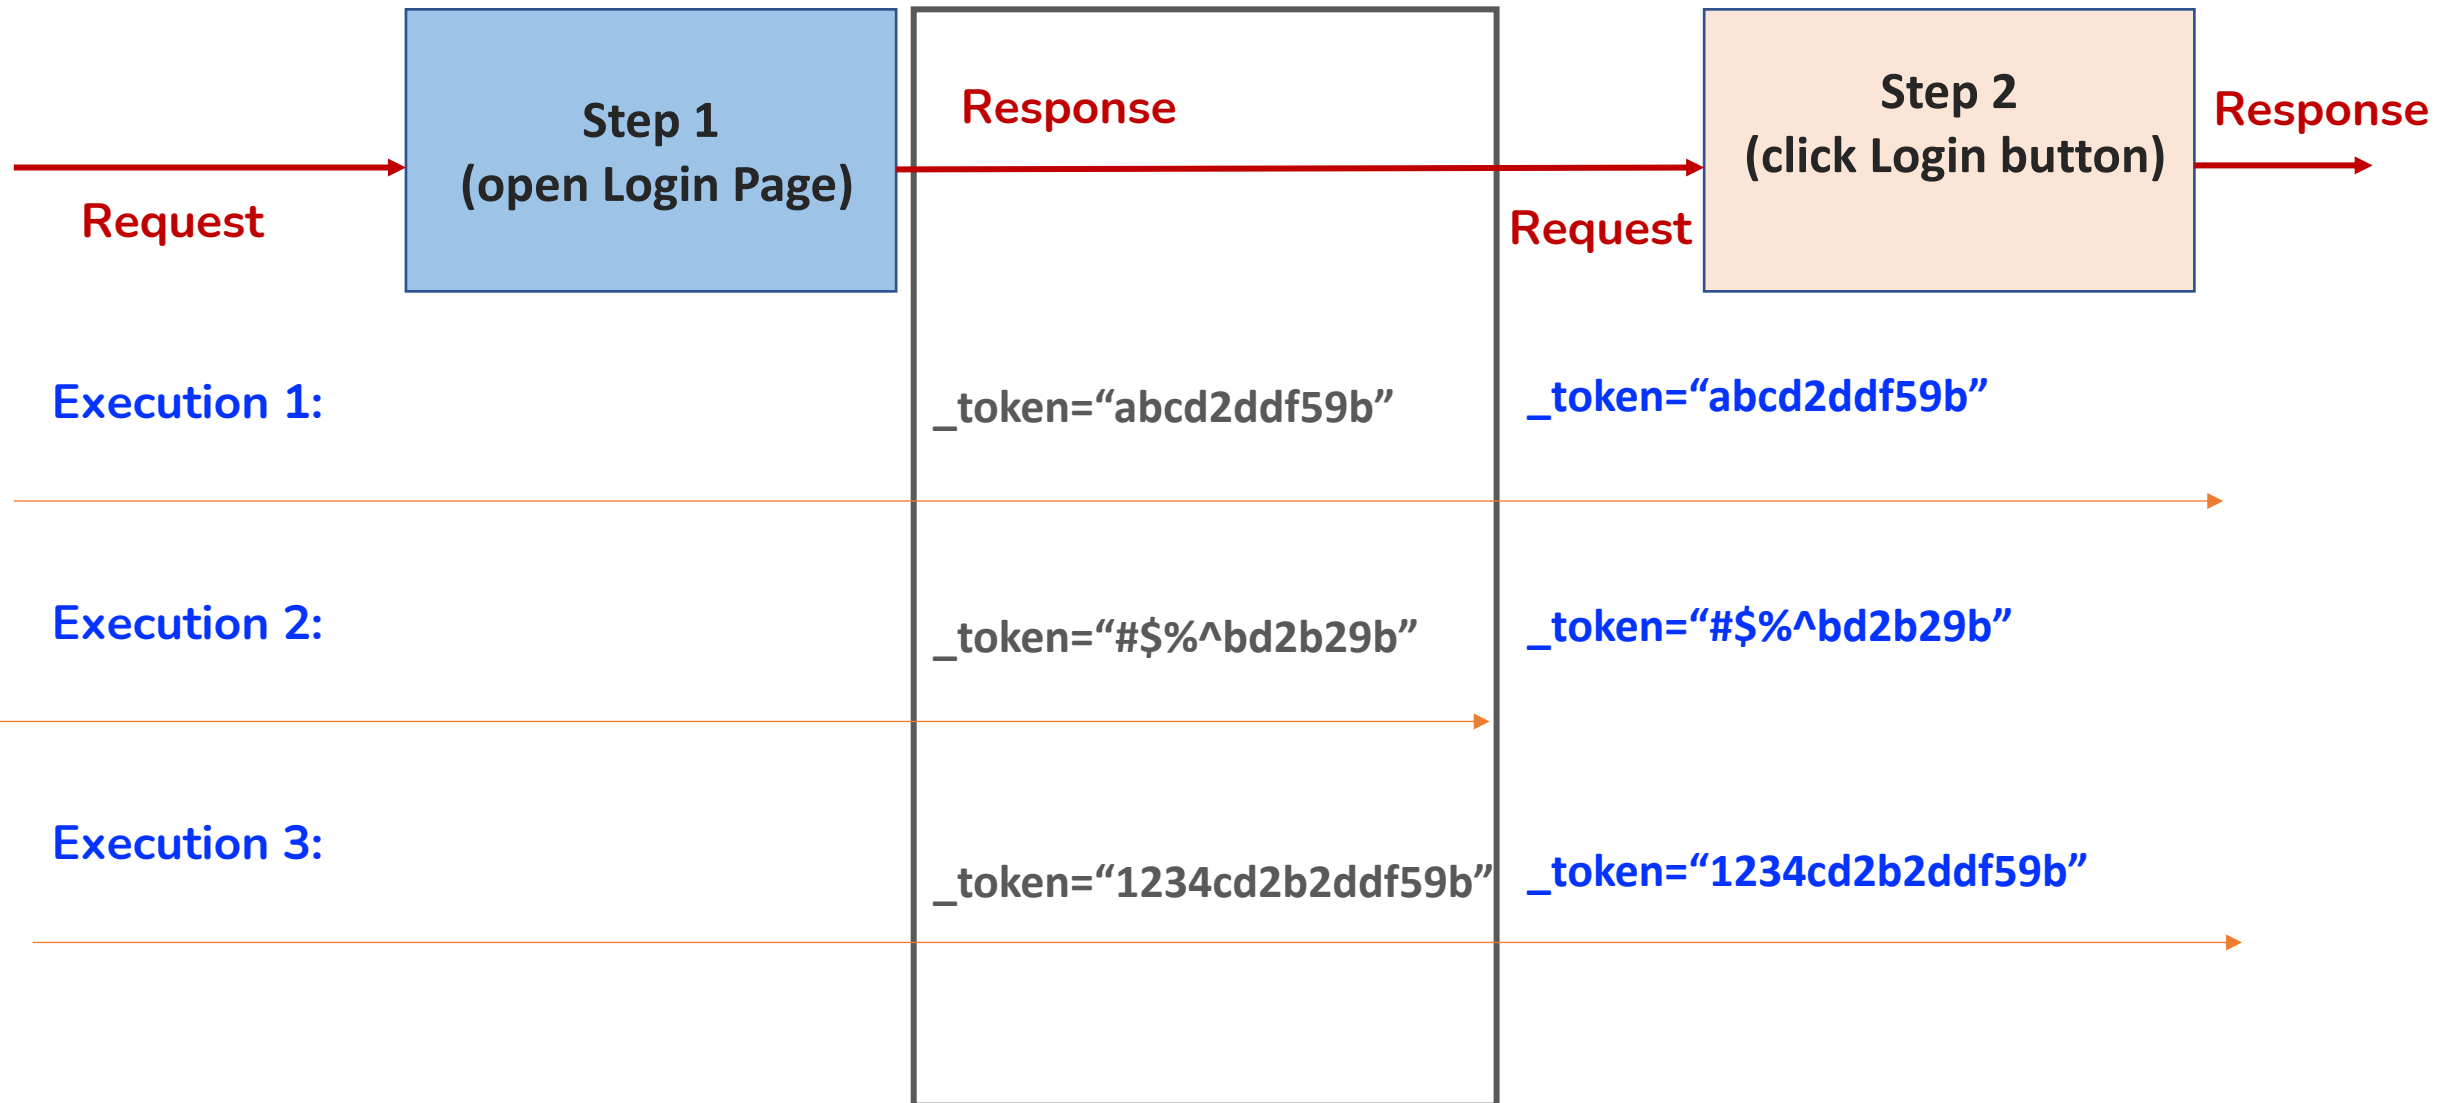 Step 1
(open Login Page)
Response
Step 2
(click Login button)
Response
Request
Request
Execution 1:
_token=“abcd2ddf59b”
_token=“abcd2ddf59b”
Execution 2:
_token=“#$%^bd2b29b”
_token=“#$%^bd2b29b”
Execution 3:
_token=“1234cd2b2ddf59b”
_token=“1234cd2b2ddf59b”